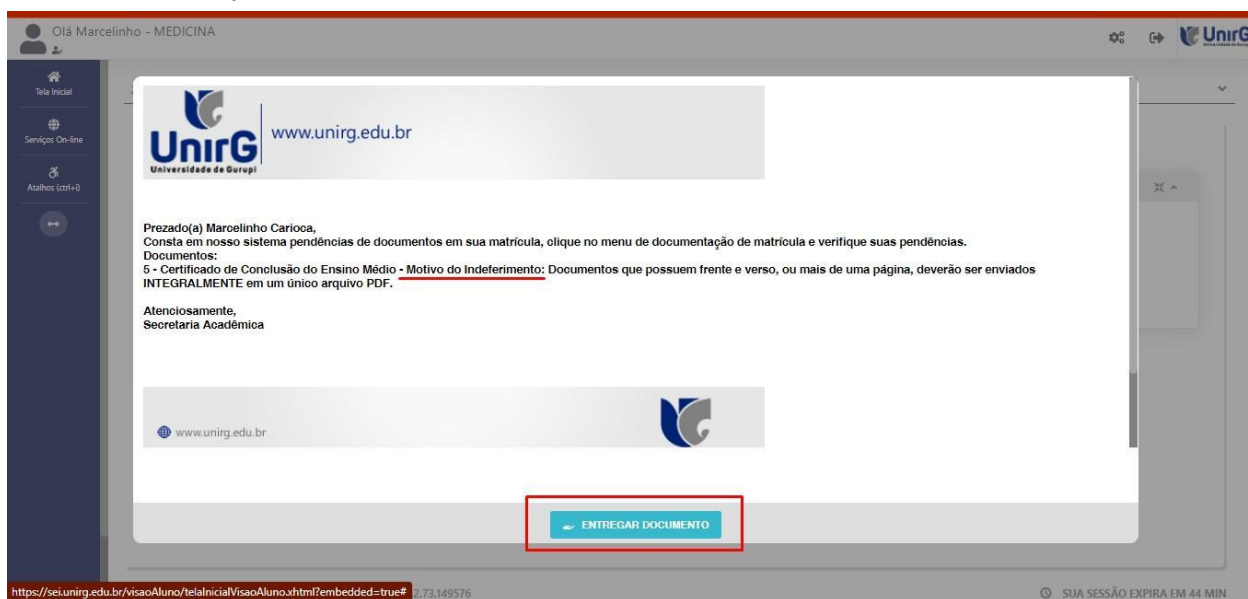 Olá Marcelinho - MEDICINA
UnirG
Tela Inicial
Serviços On-line
Atalhos (ctrl+i)
UnirG
Universidade de Gurupi
www.unirg.edu.br
Prezado(a) Marcelinho Carioca,
Consta em nosso sistema pendências de documentos em sua matrícula, clique no menu de documentação de matrícula e verifique suas pendências.
Documentos:
5 - Certificado de Conclusão do Ensino Médio - Motivo do Indeferimento: Documentos que possuem frente e verso, ou mais de uma página, deverão ser enviados
INTEGRALMENTE em um único arquivo PDF.
Atenciosamente,
Secretaria Acadêmica
www.unirg.edu.br
ENTREGAR DOCUMENTO
https://sei.unirg.edu.br/visaoAluno/telaInicialVisaoAluno.xhtml?embedded=true# 2.73.149576
SUA SESSÃO EXPIRA EM 44 MIN